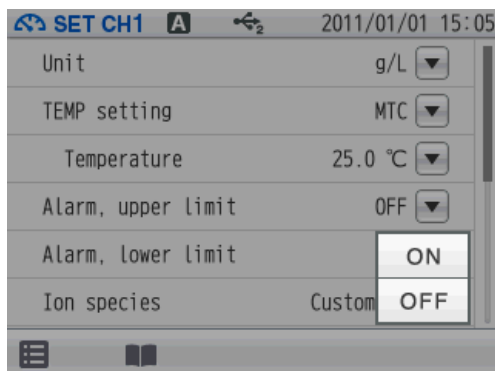 SET CH1 A 2 2011/01/01 15:05
Unit g/L
TEMP setting MTC
Temperature 25.0 ℃
Alarm, upper limit OFF
Alarm, lower limit ON
Ion species Custom OFF